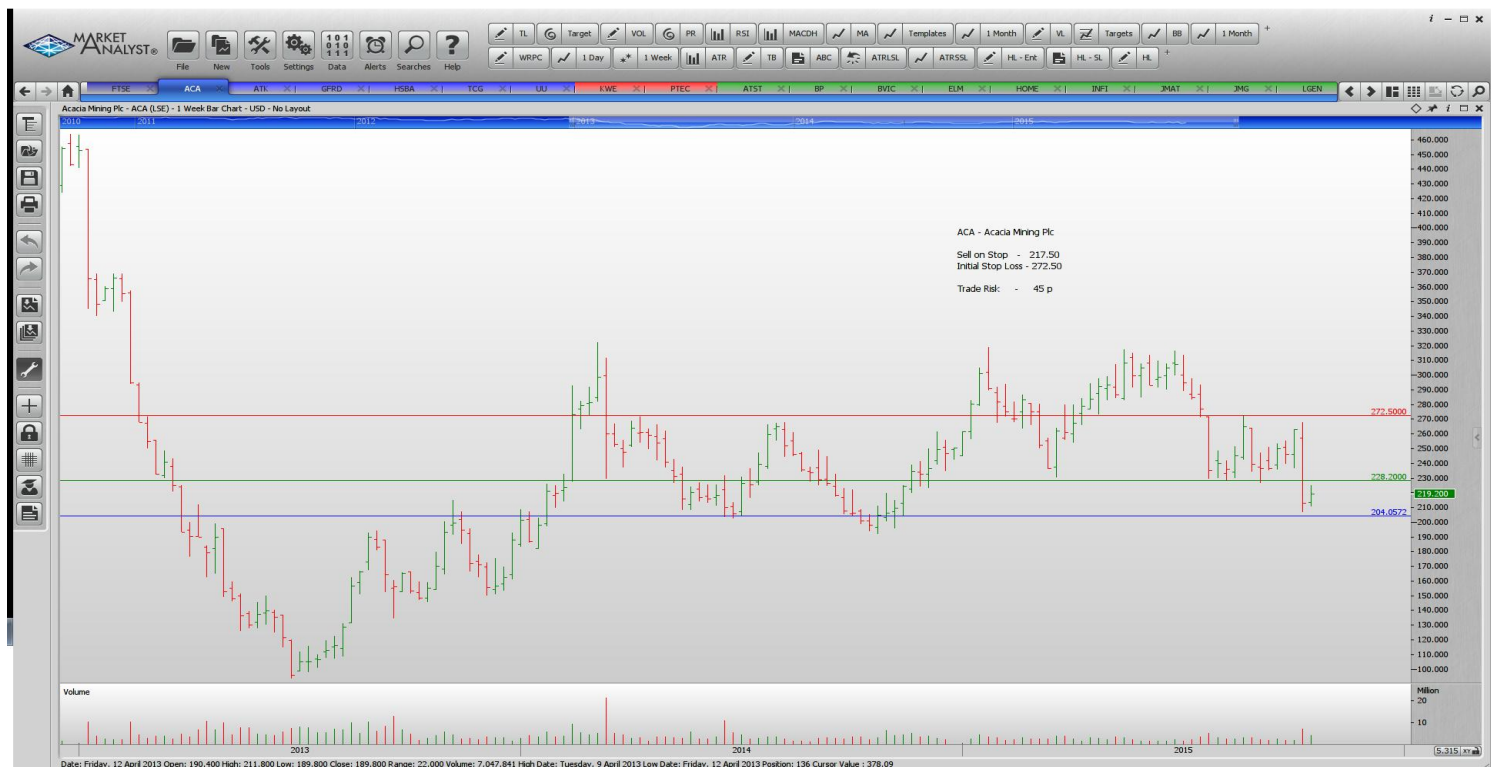 i
MARKET ANALYST®
File New Tools Settings Data Alerts Searches Help
TL Target VOL PR RSI MACDH MA Templates 1 Month VL Targets BB 1 Month +
WRPC 1 Day 1 Week ATR TB ABC ATRLSL ATRSSL HL - Ent HL - SL HL +
FTSE ACA ATK GFRD HSBA TCG UU KWE PTEC ATST BP BVIC ELM HOME INFI JMAT JMG LGEN
Acacia Mining Plc - ACA (LSE) - 1 Week Bar Chart - USD - No Layout
2010 2011 2012 2013 2014 2015
460.000
450.000
440.000
430.000
420.000
410.000
400.000
390.000
380.000
370.000
360.000
350.000
340.000
330.000
320.000
310.000
300.000
290.000
280.000
270.000
260.000
250.000
240.000
230.000
219.200
210.000
200.000
190.000
180.000
170.000
160.000
150.000
140.000
130.000
120.000
110.000
100.000
ACA - Acacia Mining Plc
Sell on Stop - 217.50
Initial Stop Loss - 272.50
Trade Risk - 45 p
272.5000
228.2000
204.0572
Volume
Million
20
10
2013 2014 2015
5.315 XY
Date: Friday, 12 April 2013 Open: 190.400 High: 211.800 Low: 189.800 Close: 189.800 Range: 22.000 Volume: 7,047.841 High Date: Tuesday, 9 April 2013 Low Date: Friday, 12 April 2013 Position: 136 Cursor Value : 378.09